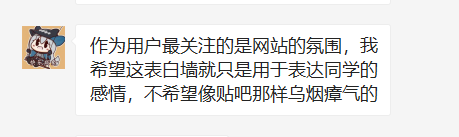 作为用户最关注的是网站的氛围，我
希望这表白墙就只是用于表达同学的
感情，不希望像贴吧那样乌烟瘴气的